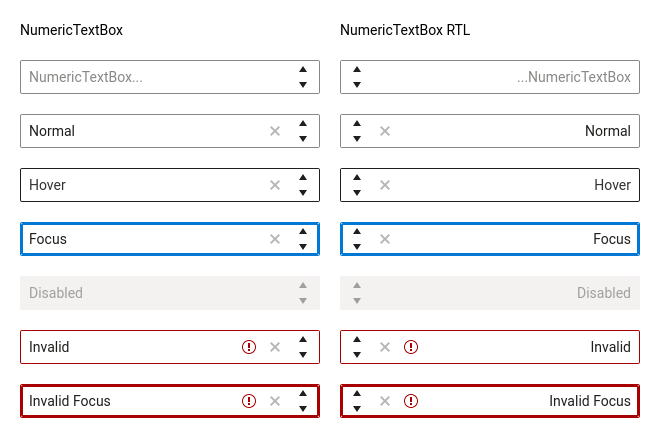 NumericTextBox
NumericTextBox...
Normal
Hover
Focus
Disabled
Invalid
Invalid Focus
NumericTextBox RTL
...NumericTextBox
Normal
Hover
Focus
Disabled
Invalid
Invalid Focus